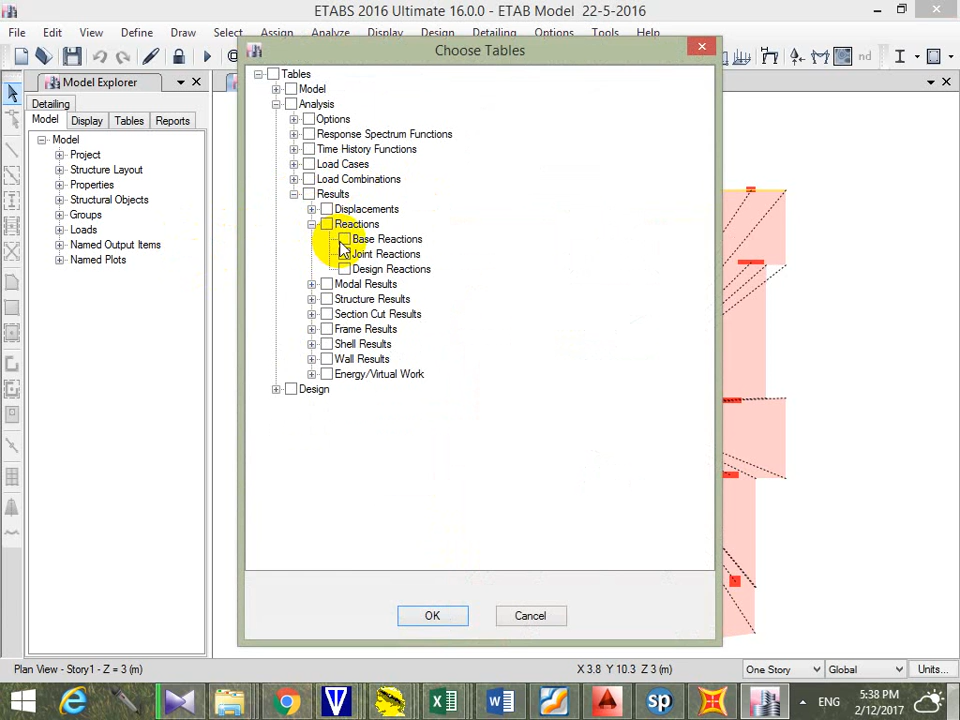 ETABS 2016 Ultimate 16.0.0 - ETAB Model 22-5-2016
File Edit View Define Draw Select Assign Analyze Display Design Detailing Options Tools Help
Choose Tables
nd
Model Explorer
Detailing
Model Display Tables Reports
Model
Project
Structure Layout
Properties
Structural Objects
Groups
Loads
Named Output Items
Named Plots
Tables
Model
Analysis
Options
Response Spectrum Functions
Time History Functions
Load Cases
Load Combinations
Results
Displacements
Reactions
Base Reactions
Joint Reactions
Design Reactions
Modal Results
Structure Results
Section Cut Results
Frame Results
Shell Results
Wall Results
Energy/Virtual Work
Design
OK Cancel
Plan View - Story1 - Z = 3 (m) X 3.8 Y 10.3 Z 3 (m) One Story Global Units...
ENG
5:38 PM
2/12/2017